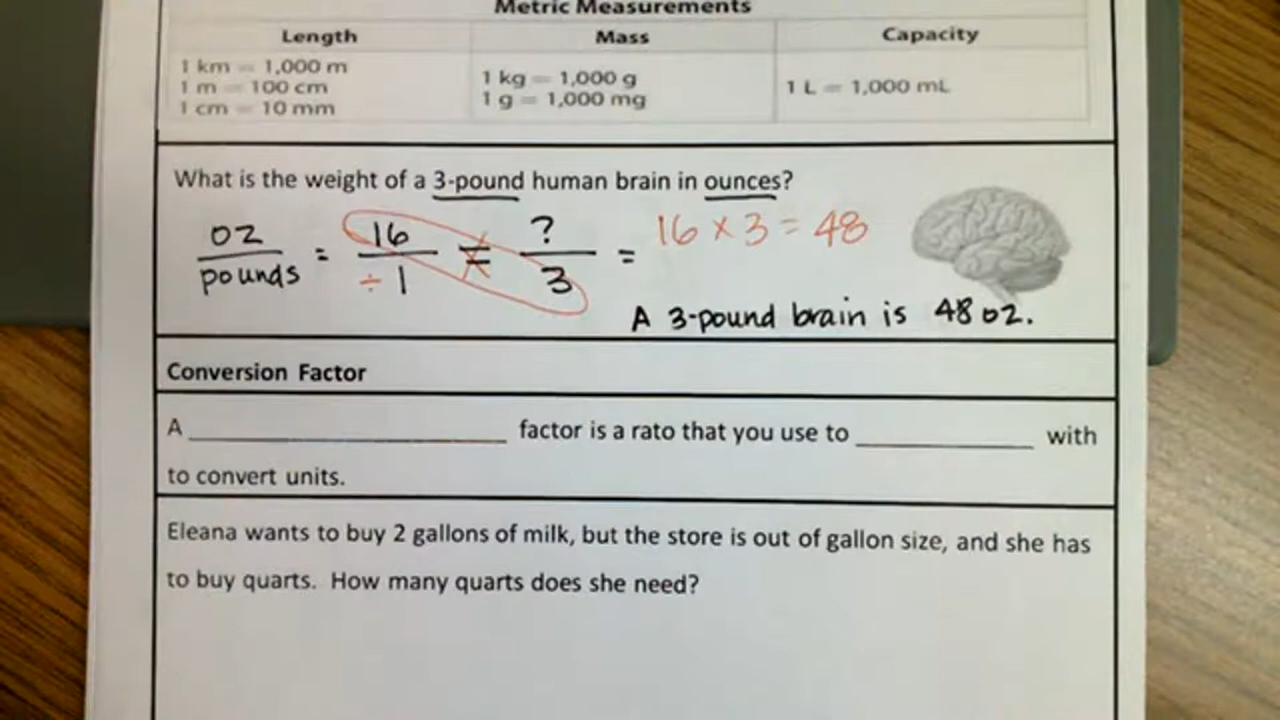 Metric Measurements
Length Mass Capacity
1 km = 1,000 m
1 m = 100 cm
1 cm = 10 mm
1 kg = 1,000 g
1 g = 1,000 mg
1 L = 1,000 mL
What is the weight of a 3-pound human brain in ounces?
oz/pounds = 16/÷1 = ?/3 = 16 × 3 = 48
A 3-pound brain is 48 oz.
Conversion Factor
A ____________________ factor is a rato that you use to ____________ with
to convert units.
Eleana wants to buy 2 gallons of milk, but the store is out of gallon size, and she has
to buy quarts. How many quarts does she need?